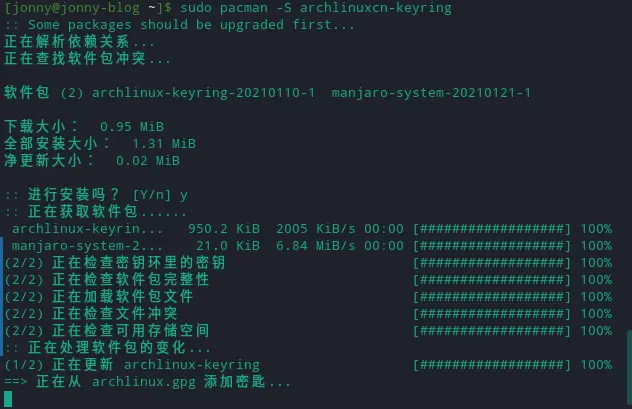 [jonny@jonny-blog ~]$ sudo pacman -S archlinuxcn-keyring
:: Some packages should be upgraded first...
正在解析依赖关系...
正在查找软件包冲突...
软件包 (2) archlinux-keyring-20210110-1  manjaro-system-20210121-1
下载大小：  0.95 MiB
全部安装大小：  1.31 MiB
净更新大小：  0.02 MiB
:: 进行安装吗？ [Y/n] y
:: 正在获取软件包......
archlinux-keyrin...   950.2 KiB  2005 KiB/s 00:00 [##################] 100%
manjaro-system-2...    21.0 KiB  6.84 MiB/s 00:00 [##################] 100%
(2/2) 正在检查密钥环里的密钥 [##################] 100%
(2/2) 正在检查软件包完整性 [##################] 100%
(2/2) 正在加载软件包文件 [##################] 100%
(2/2) 正在检查文件冲突 [##################] 100%
(2/2) 正在检查可用存储空间 [##################] 100%
:: 正在处理软件包的变化...
(1/2) 正在更新 archlinux-keyring [##################] 100%
==> 正在从 archlinux.gpg 添加密匙...